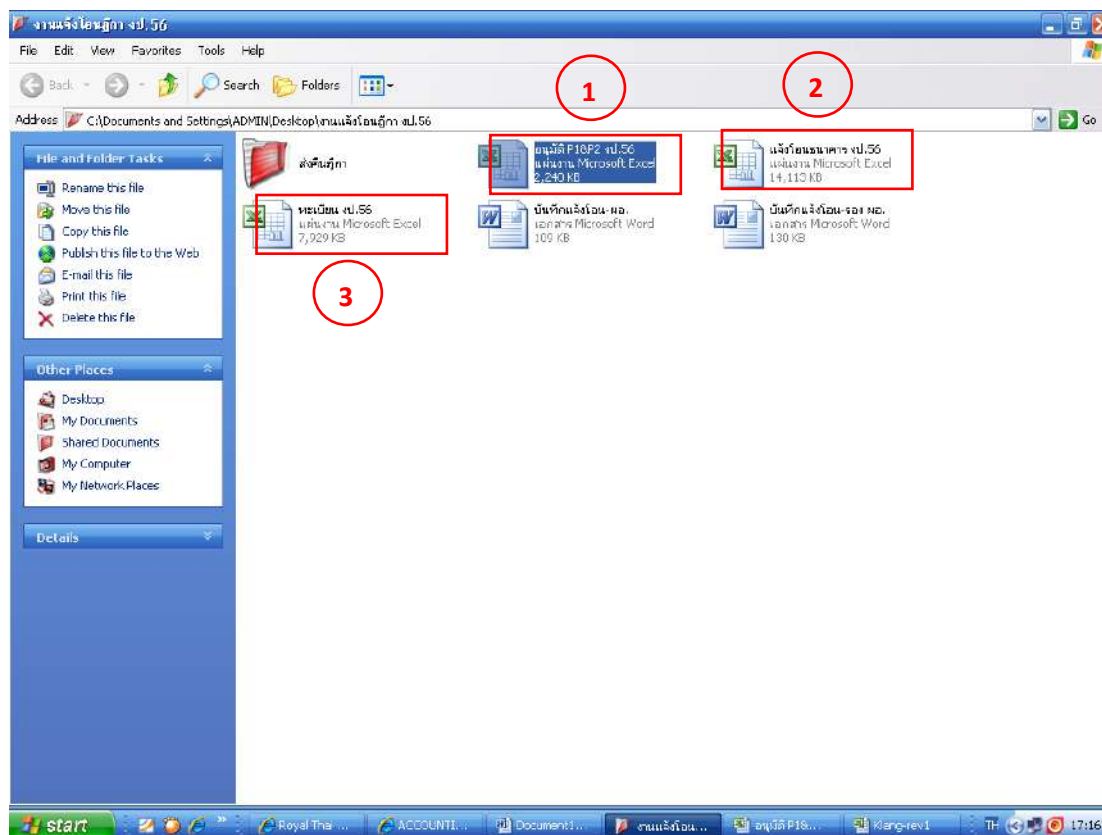 งานแจ้งโอนฎีกา งป.56
File Edit View Favorites Tools Help
Back Search Folders
Address C:\Documents and Settings\ADMIN\Desktop\งานแจ้งโอนฎีกา งป.56 Go
1
2
File and Folder Tasks
Rename this file
Move this file
Copy this file
Publish this file to the Web
E-mail this file
Print this file
Delete this file
Other Places
Desktop
My Documents
Shared Documents
My Computer
My Network Places
Details
ส่งคืนฎีกา
อนุมัติ P1&P2 งป.56
แผ่นงาน Microsoft Excel
2,240 KB
แจ้งโอนธนาคาร งป.56
แผ่นงาน Microsoft Excel
14,113 KB
ทะเบียน งป.56
แผ่นงาน Microsoft Excel
7,929 KB
บันทึกแจ้งโอน-ผอ.
เอกสาร Microsoft Word
109 KB
บันทึกแจ้งโอน-รอง ผอ.
เอกสาร Microsoft Word
130 KB
3
start Royal Thai ... ACCOUNTI... Document1... งานแจ้งโอน... อนุมัติ P1&... Klang-rev1 TH 17:16